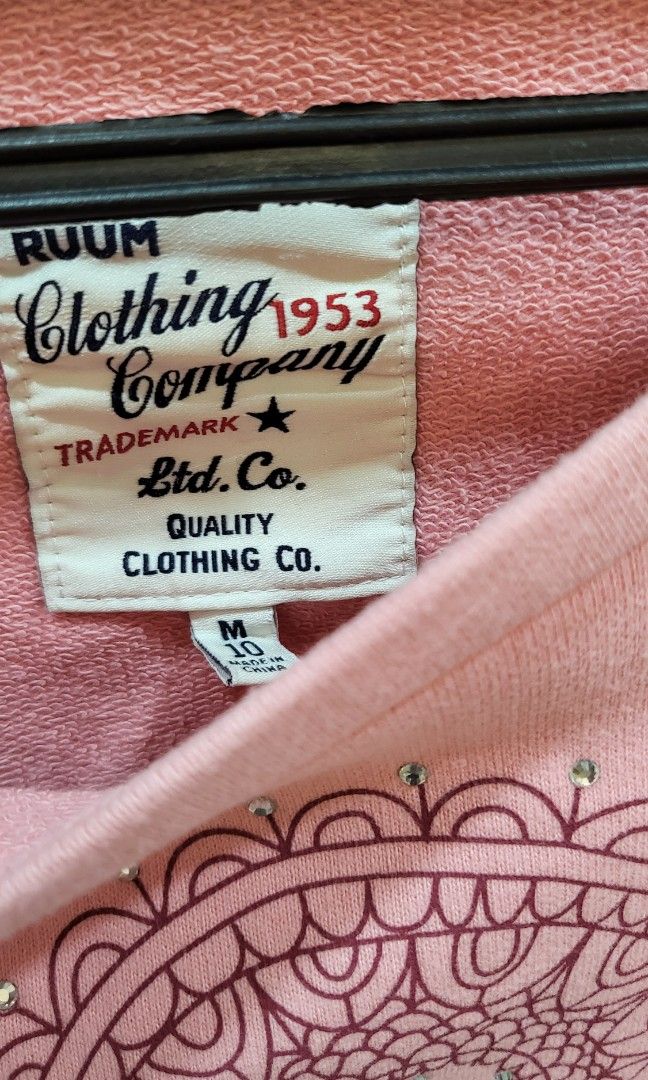 RUUM
Clothing 1953
Company
TRADEMARK ★
Ltd. Co.
QUALITY
CLOTHING CO.
M
10
MADE IN
CHINA